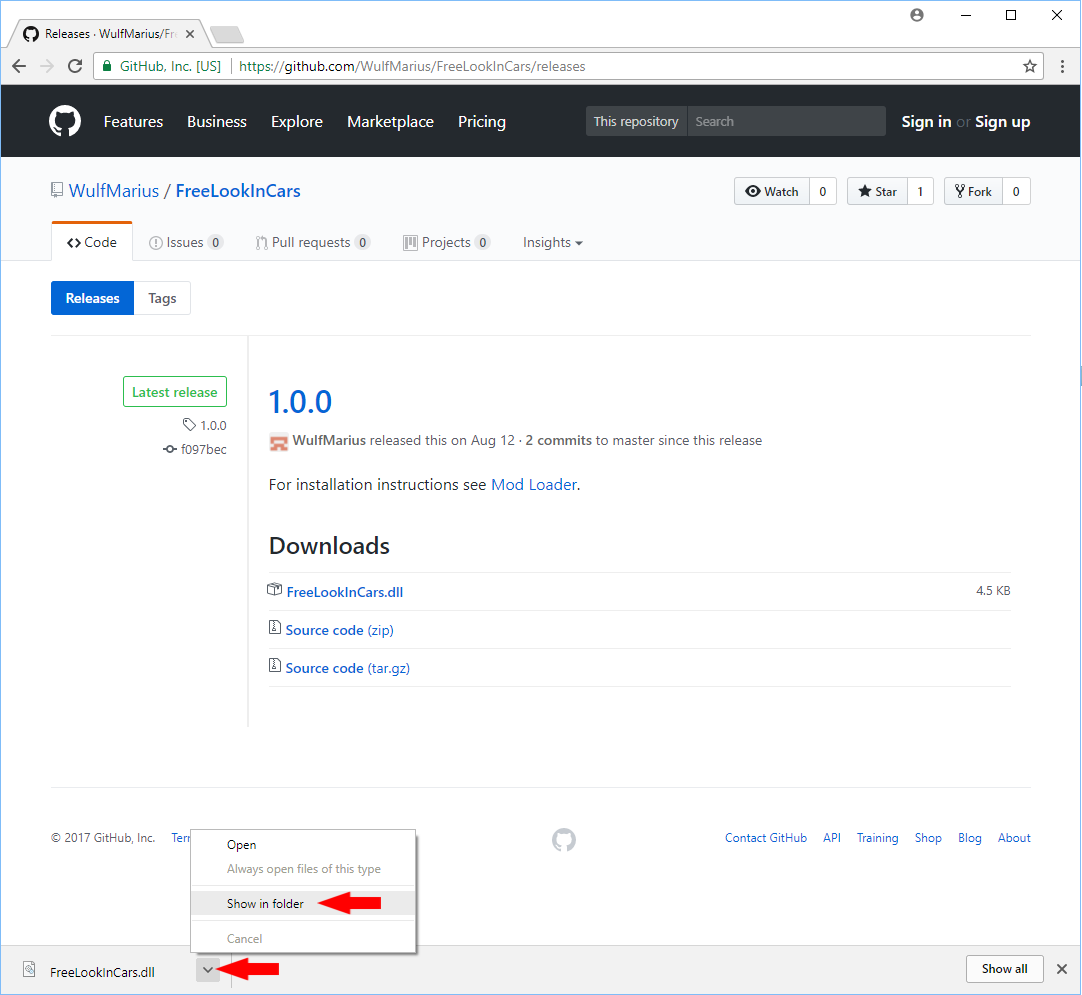 Releases · WulfMarius/Fre
GitHub, Inc. [US] https://github.com/WulfMarius/FreeLookInCars/releases
Features Business Explore Marketplace Pricing This repository Search Sign in or Sign up
WulfMarius / FreeLookInCars Watch 0 Star 1 Fork 0
Code Issues 0 Pull requests 0 Projects 0 Insights
Releases Tags
Latest release
1.0.0
f097bec
1.0.0
WulfMarius released this on Aug 12 · 2 commits to master since this release
For installation instructions see Mod Loader.
Downloads
FreeLookInCars.dll 4.5 KB
Source code (zip)
Source code (tar.gz)
© 2017 GitHub, Inc. Contact GitHub API Training Shop Blog About
Open
Always open files of this type
Show in folder
Cancel
FreeLookInCars.dll Show all